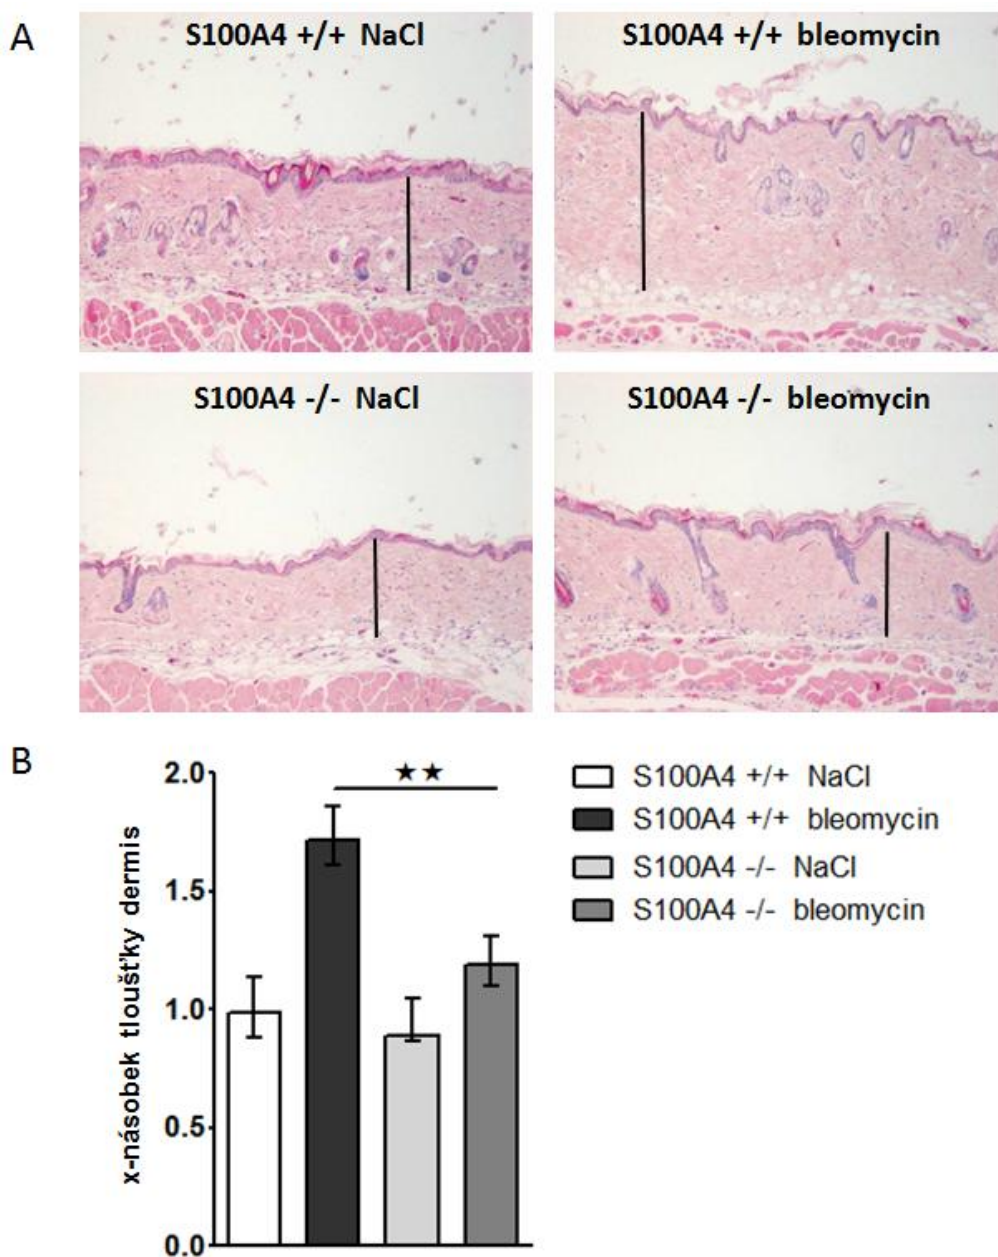 A
S100A4 +/+ NaCl
S100A4 +/+ bleomycin
S100A4 -/- NaCl
S100A4 -/- bleomycin
B
x-násobek tloušťky dermis
2.0
1.5
1.0
0.5
0.0
★★
S100A4 +/+ NaCl
S100A4 +/+ bleomycin
S100A4 -/- NaCl
S100A4 -/- bleomycin